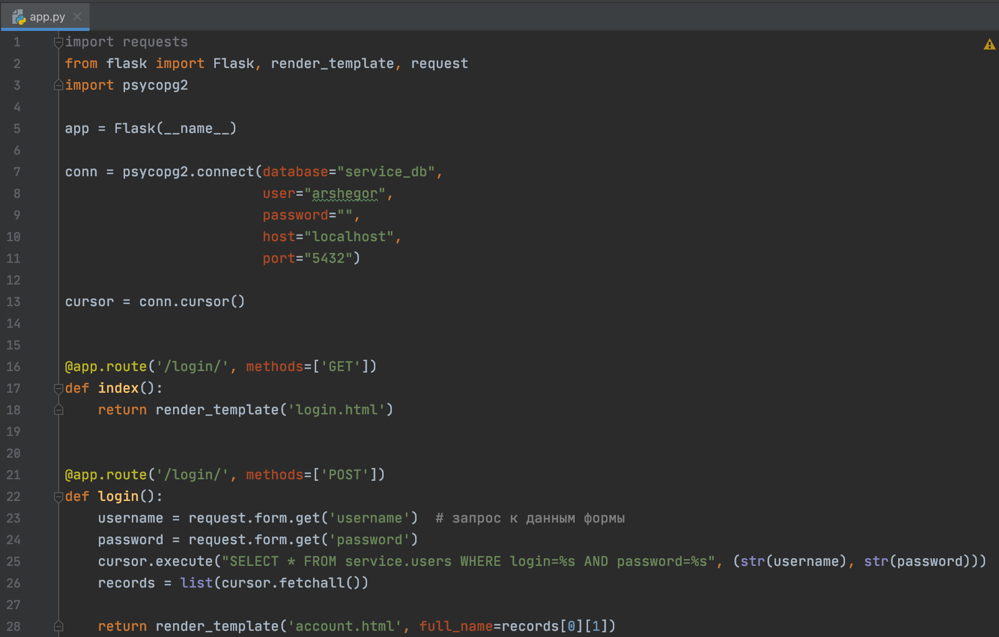 app.py
1 import requests
2 from flask import Flask, render_template, request
3 import psycopg2
4
5 app = Flask(__name__)
6
7 conn = psycopg2.connect(database="service_db",
8 user="arshegor",
9 password="",
10 host="localhost",
11 port="5432")
12
13 cursor = conn.cursor()
14
15
16 @app.route('/login/', methods=['GET'])
17 def index():
18 return render_template('login.html')
19
20
21 @app.route('/login/', methods=['POST'])
22 def login():
23 username = request.form.get('username')  # запрос к данным формы
24 password = request.form.get('password')
25 cursor.execute("SELECT * FROM service.users WHERE login=%s AND password=%s", (str(username), str(password)))
26 records = list(cursor.fetchall())
27
28 return render_template('account.html', full_name=records[0][1])